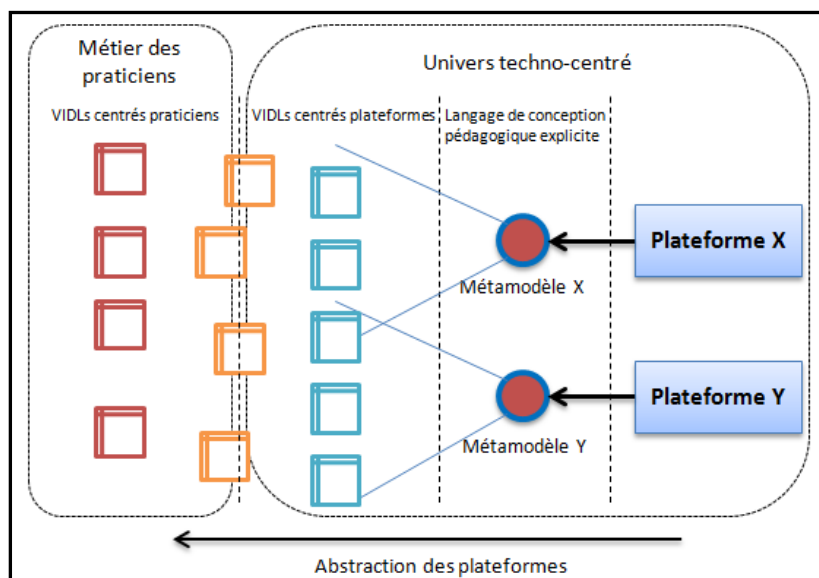 Métier des
praticiens
Univers techno-centré
VIDLs centrés praticiens
VIDLs centrés plateformes
Langage de conception
pédagogique explicite
Plateforme X
Métamodèle X
Plateforme Y
Métamodèle Y
Abstraction des plateformes